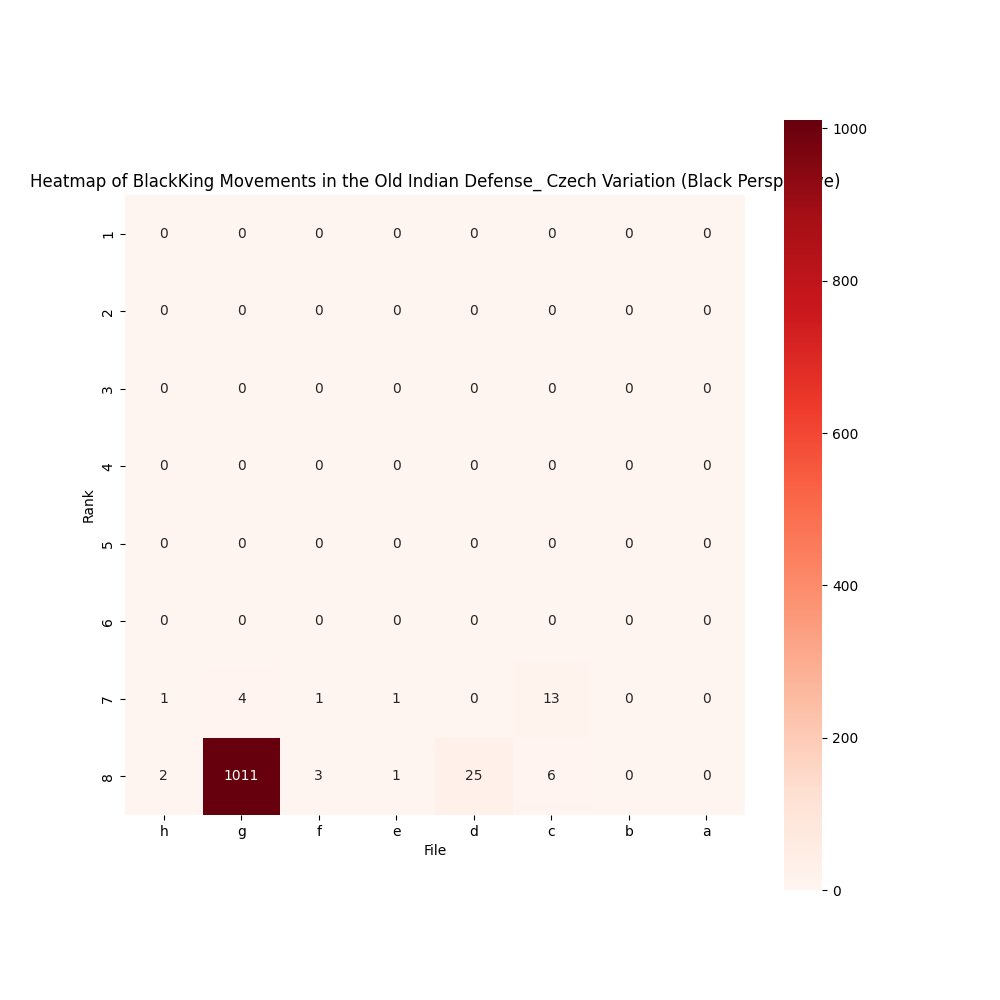 Heatmap of BlackKing Movements in the Old Indian Defense_ Czech Variation (Black
1000
1 0 0 0 0 0 0 0 0
2 0 0 0 0 0 0 0 0
800
3 0 0 0 0 0 0 0 0
600
4 0 0 0 0 0 0 0 0
Rank
5 0 0 0 0 0 0 0 0
400
6 0 0 0 0 0 0 0 0
7 1 4 1 1 0 13 0 0
200
8 2 1011 3 1 25 6 0 0
h g f e d c b a
File
0